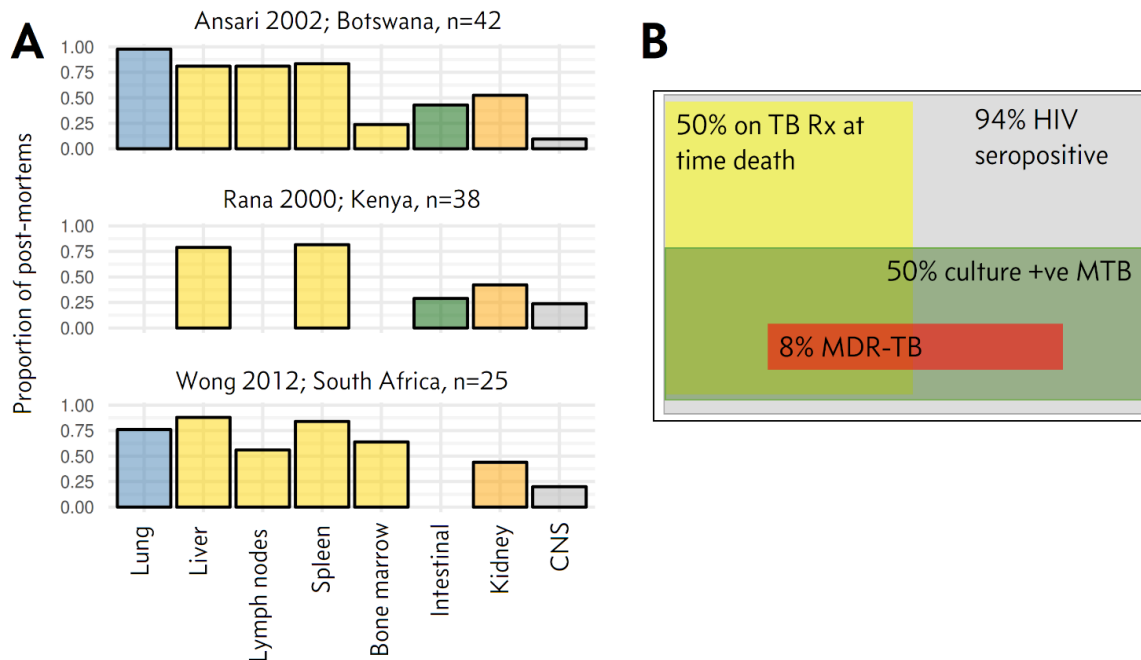 A
Ansari 2002; Botswana, n=42
1.00
0.75
0.50
0.25
0.00
Rana 2000; Kenya, n=38
1.00
0.75
0.50
0.25
0.00
Wong 2012; South Africa, n=25
1.00
0.75
0.50
0.25
0.00
Proportion of post-mortems
Lung
Liver
Lymph nodes
Spleen
Bone marrow
Intestinal
Kidney
CNS
B
50% on TB Rx at
time death
94% HIV
seropositive
50% culture +ve MTB
8% MDR-TB